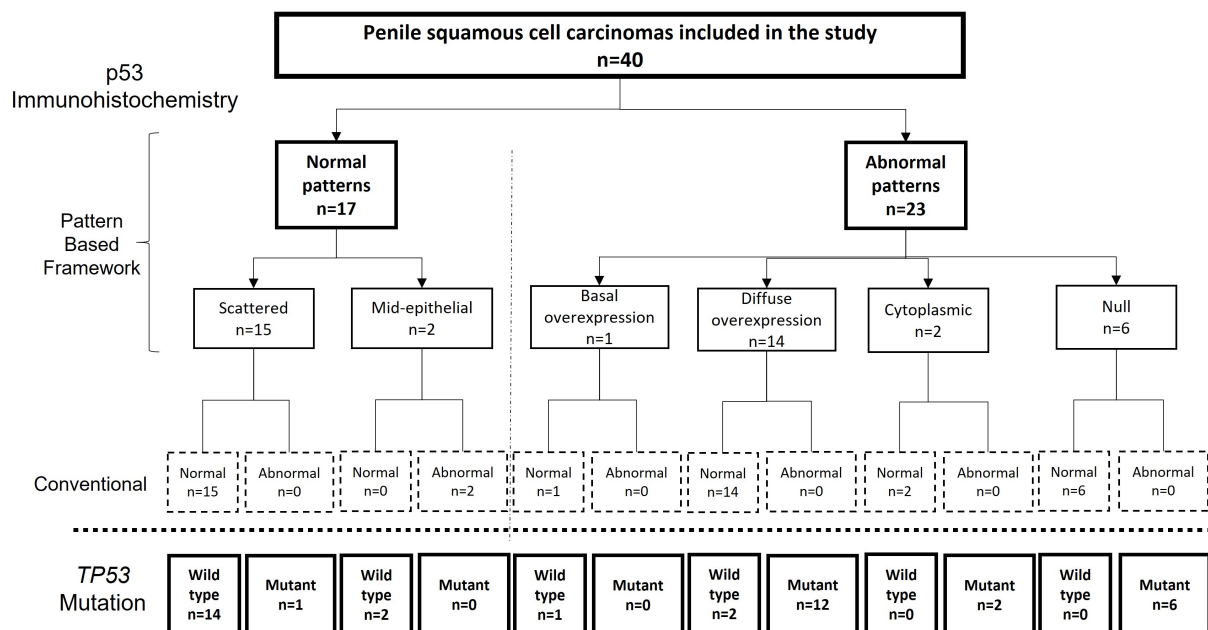 Penile squamous cell carcinomas included in the study
n=40
p53
Immunohistochemistry
Normal
patterns
n=17
Abnormal
patterns
n=23
Pattern
Based
Framework
Scattered
n=15
Mid-epithelial
n=2
Basal
overexpression
n=1
Diffuse
overexpression
n=14
Cytoplasmic
n=2
Null
n=6
Conventional
Normal
n=15
Abnormal
n=0
Normal
n=0
Abnormal
n=2
Normal
n=1
Abnormal
n=0
Normal
n=14
Abnormal
n=0
Normal
n=2
Abnormal
n=0
Normal
n=6
Abnormal
n=0
TP53
Mutation
Wild
type
n=14
Mutant
n=1
Wild
type
n=2
Mutant
n=0
Wild
type
n=1
Mutant
n=0
Wild
type
n=2
Mutant
n=12
Wild
type
n=0
Mutant
n=2
Wild
type
n=0
Mutant
n=6